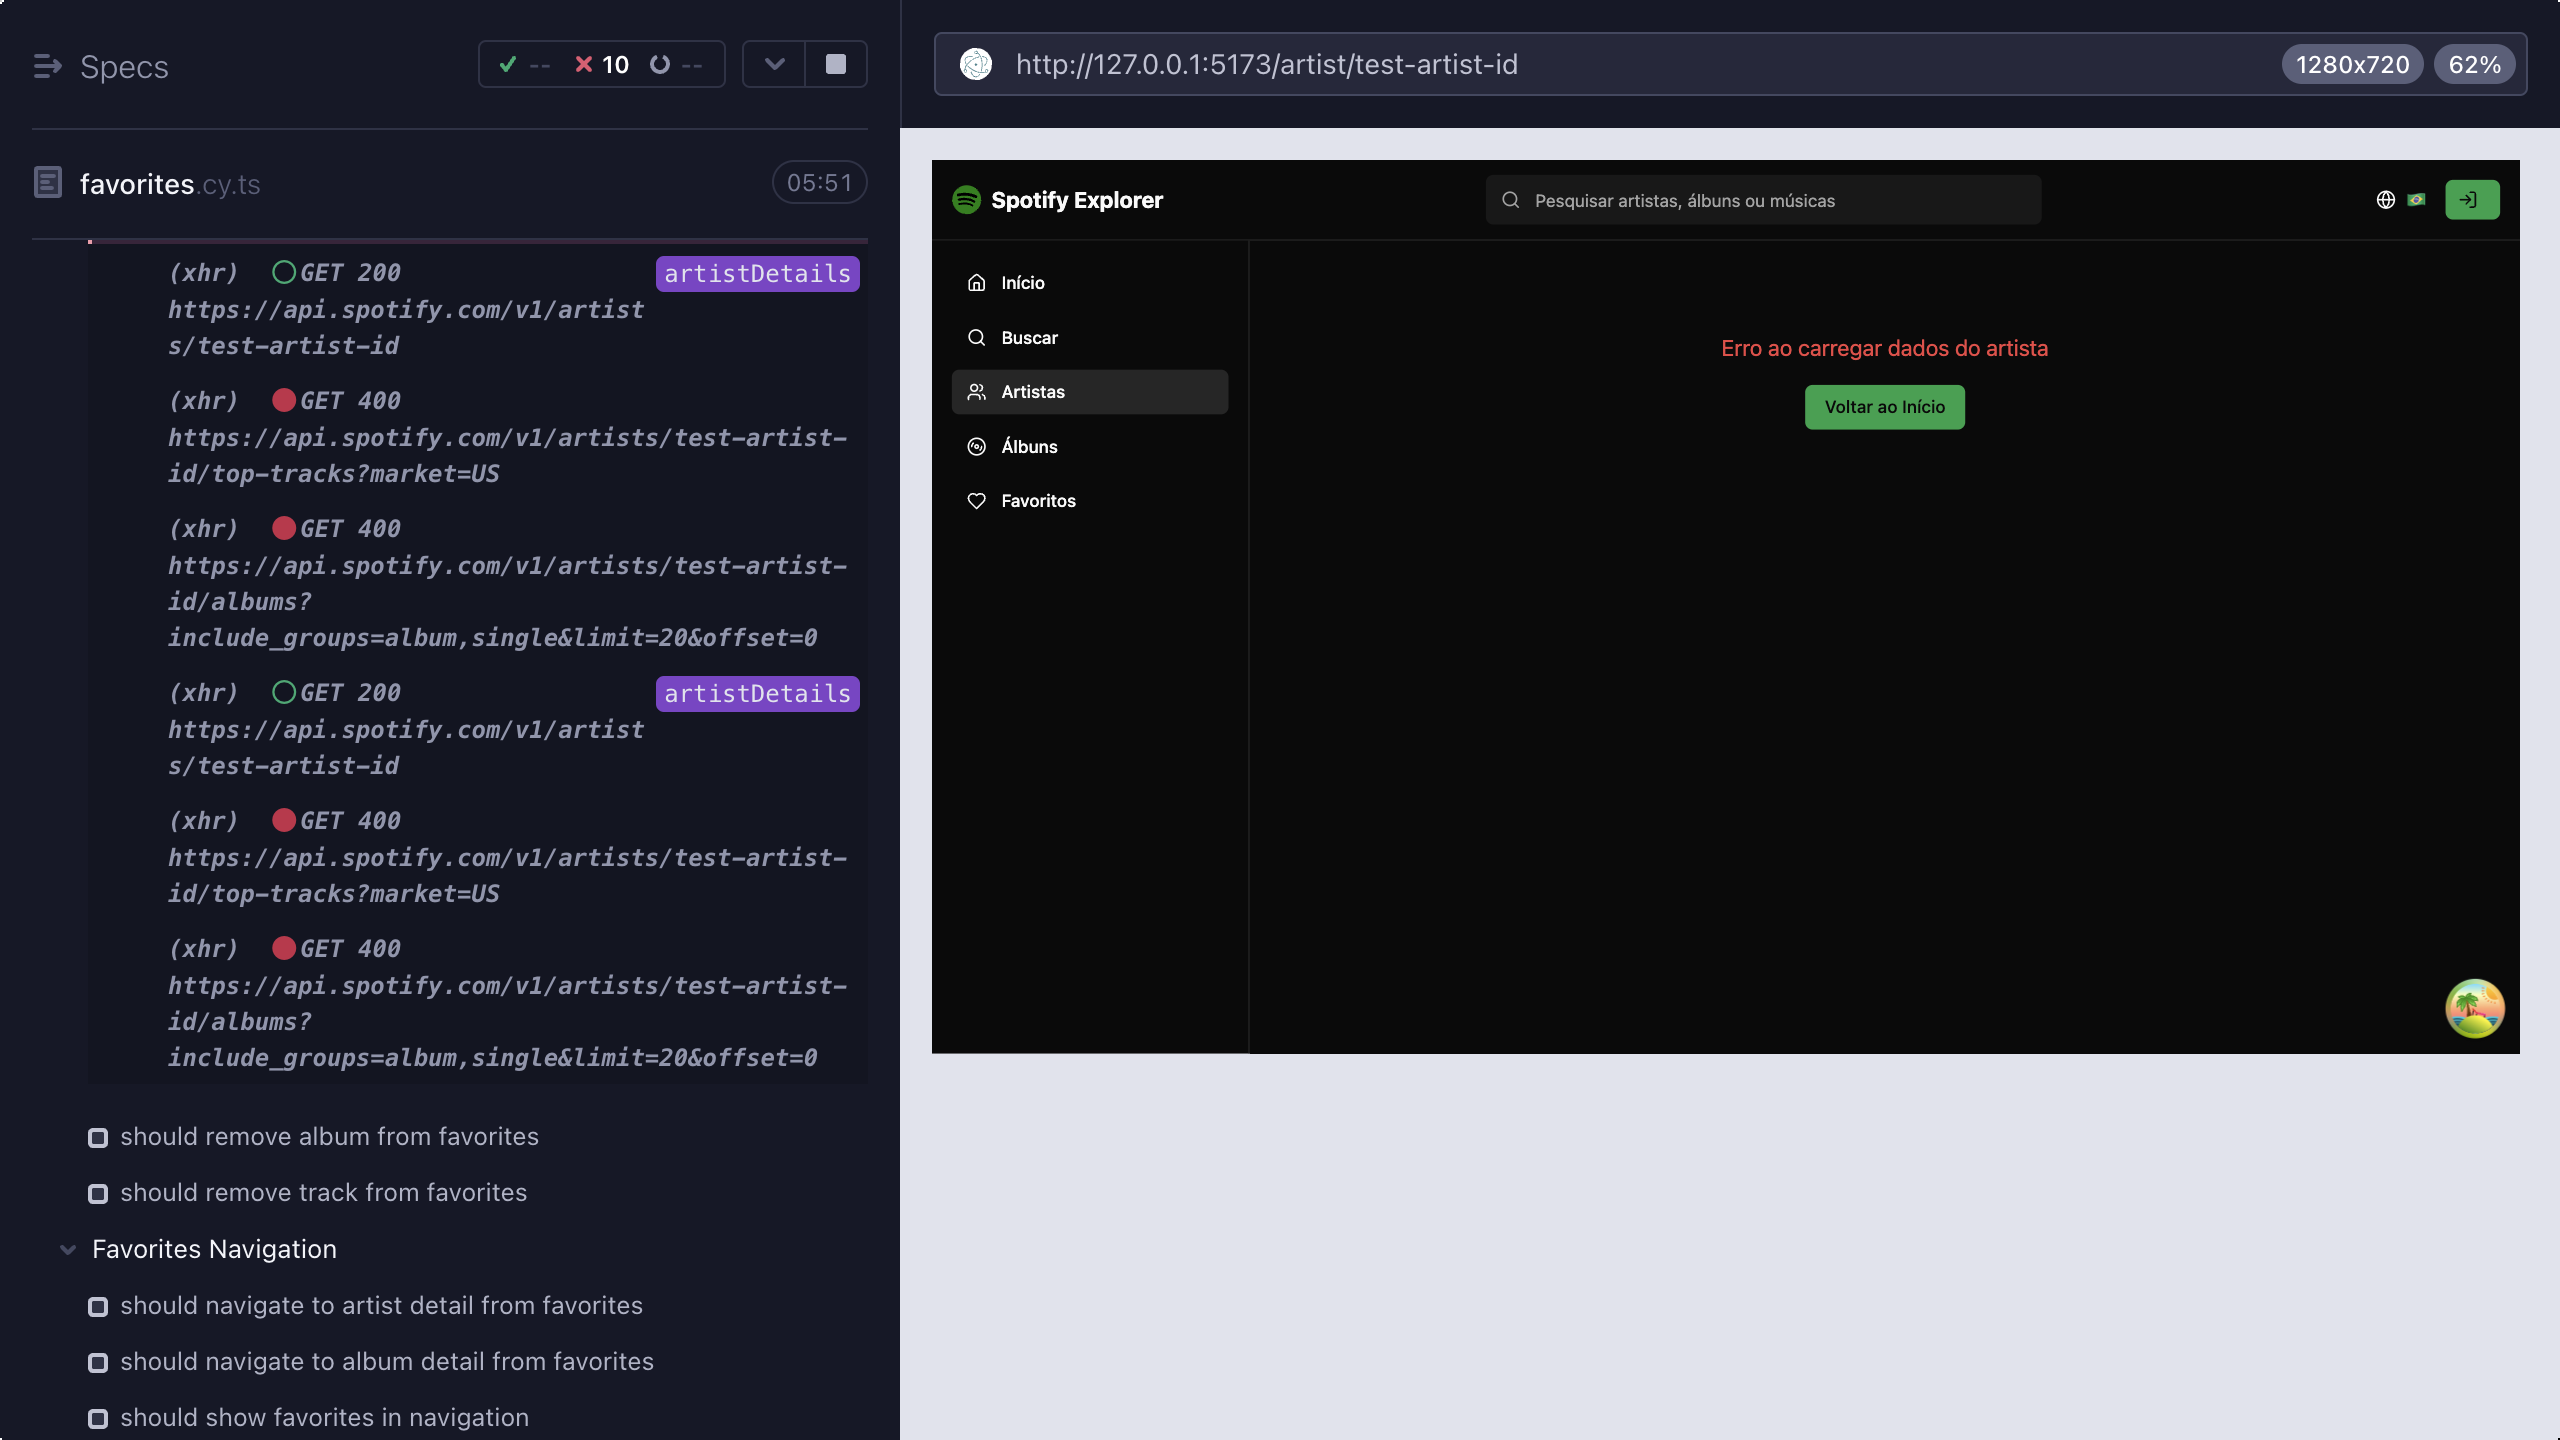 Specs
-- 10 --
favorites.cy.ts 05:51
(xhr) GET 200 artistDetails
https://api.spotify.com/v1/artist
s/test-artist-id
(xhr) GET 400
https://api.spotify.com/v1/artists/test-artist-
id/top-tracks?market=US
(xhr) GET 400
https://api.spotify.com/v1/artists/test-artist-
id/albums?
include_groups=album,single&limit=20&offset=0
(xhr) GET 200 artistDetails
https://api.spotify.com/v1/artist
s/test-artist-id
(xhr) GET 400
https://api.spotify.com/v1/artists/test-artist-
id/top-tracks?market=US
(xhr) GET 400
https://api.spotify.com/v1/artists/test-artist-
id/albums?
include_groups=album,single&limit=20&offset=0
should remove album from favorites
should remove track from favorites
Favorites Navigation
should navigate to artist detail from favorites
should navigate to album detail from favorites
should show favorites in navigation
http://127.0.0.1:5173/artist/test-artist-id 1280x720 62%
Spotify Explorer Pesquisar artistas, álbuns ou músicas
Início
Buscar
Artistas
Álbuns
Favoritos
Erro ao carregar dados do artista
Voltar ao Início